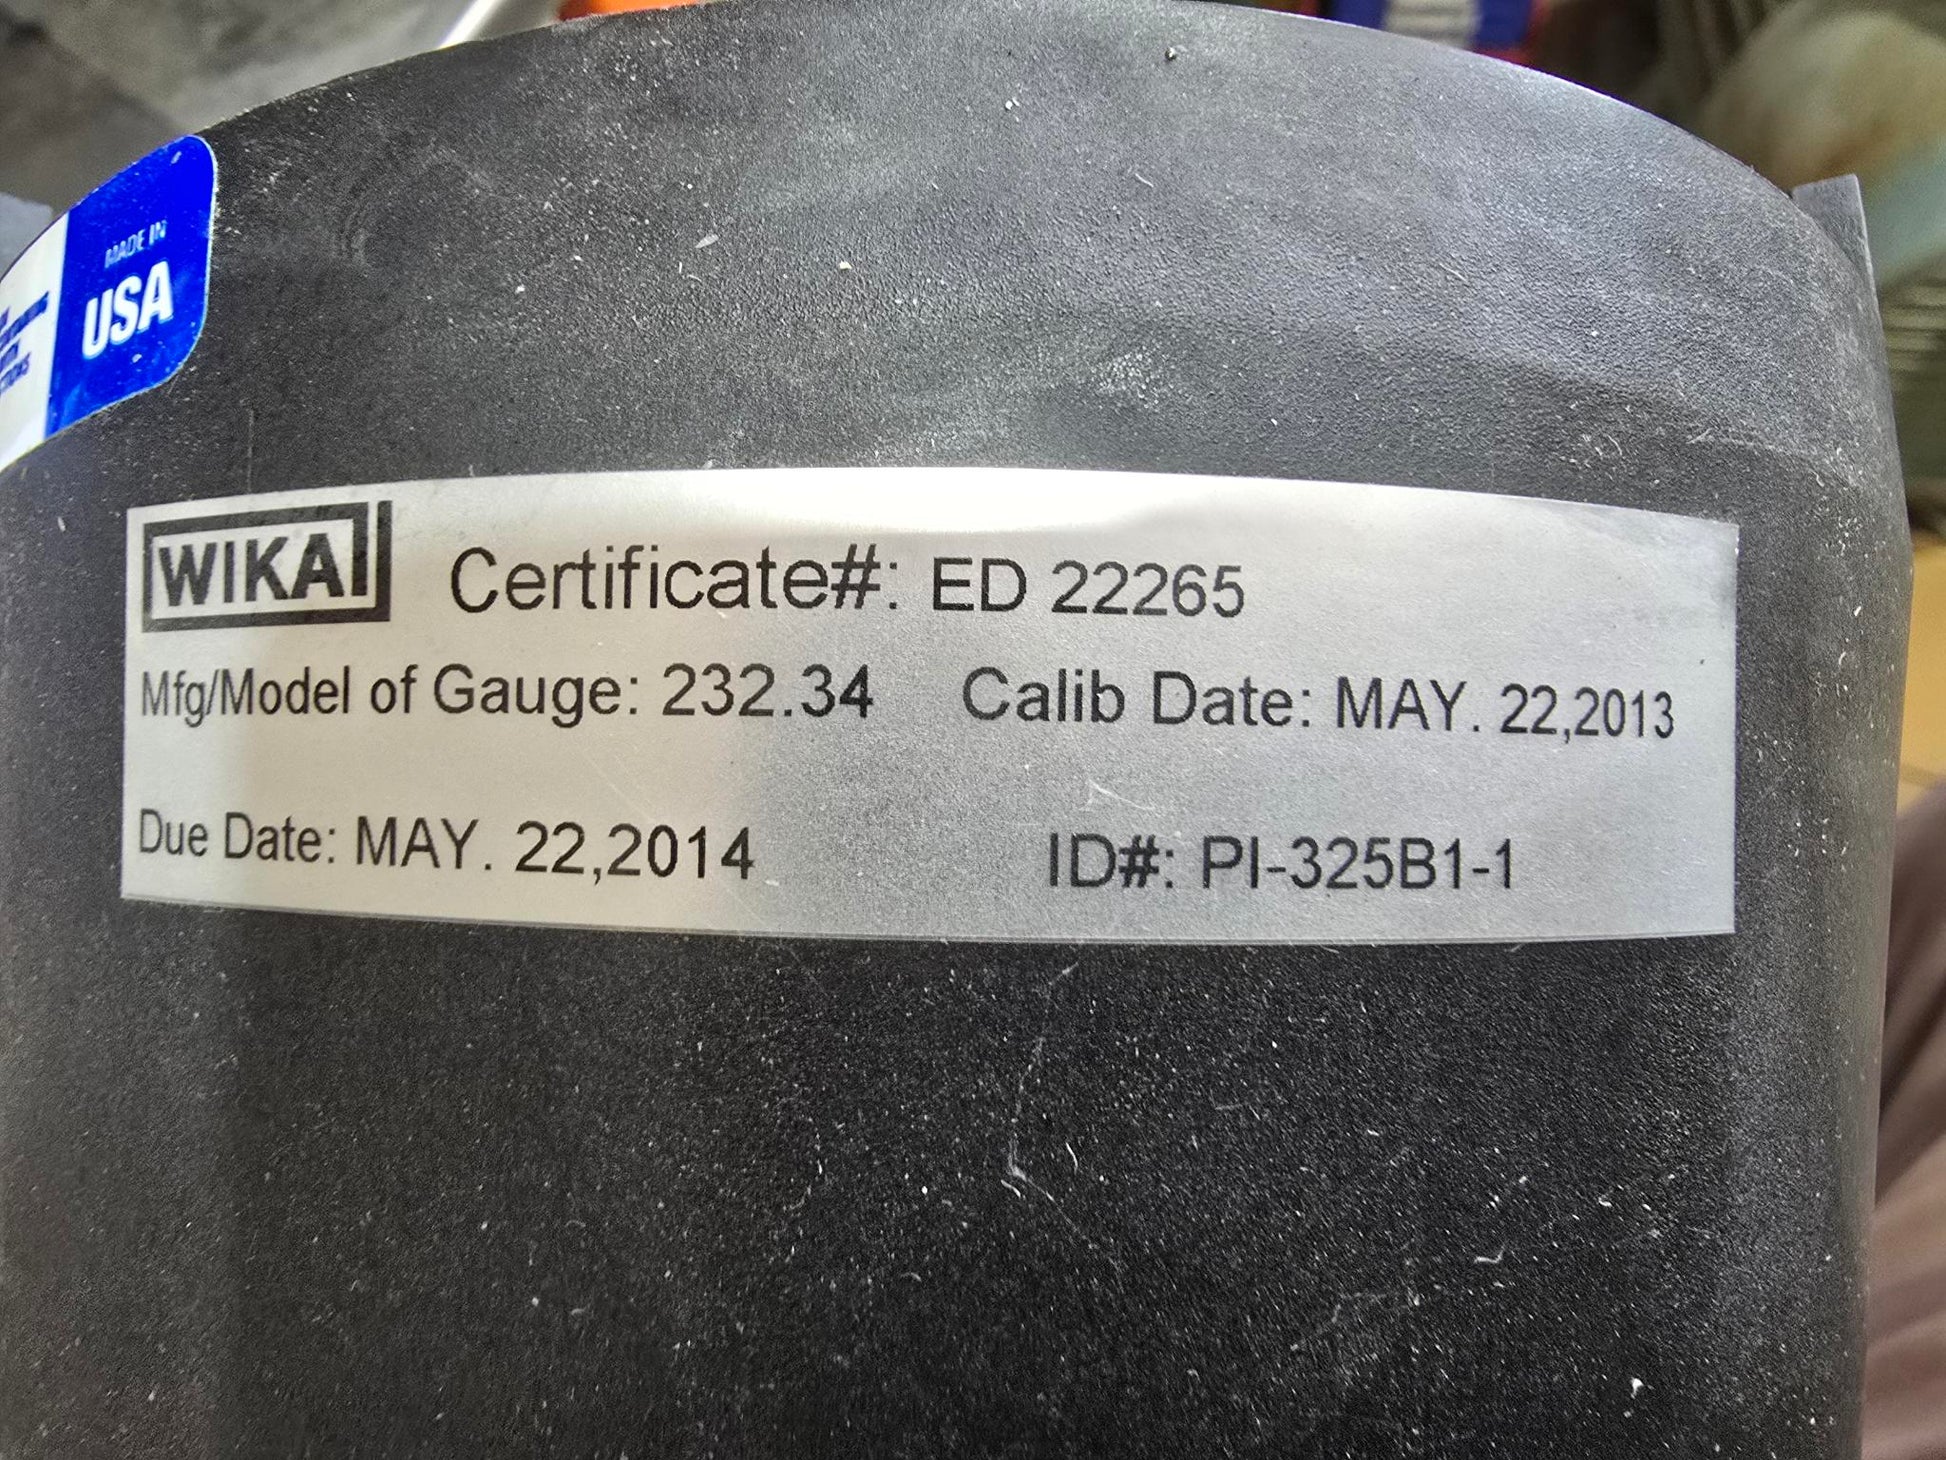 MADE IN
USA
WIKA
Certificate#: ED 22265
Mfg/Model of Gauge: 232.34 Calib Date: MAY. 22,2013
Due Date: MAY. 22,2014 ID#: PI-325B1-1